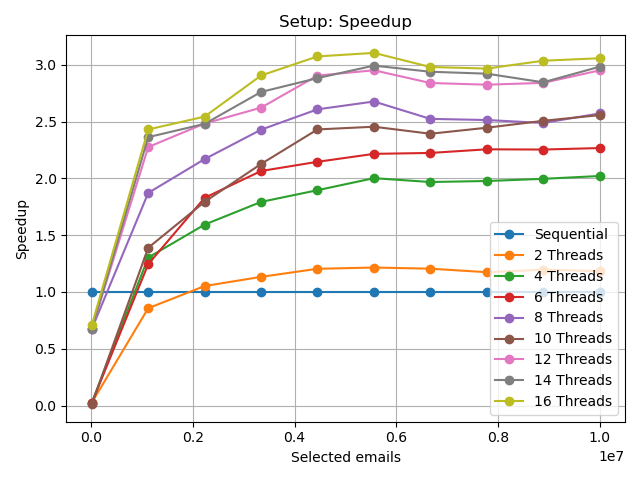 Setup: Speedup
Speedup
3.0
2.5
2.0
1.5
1.0
0.5
0.0
Sequential
2 Threads
4 Threads
6 Threads
8 Threads
10 Threads
12 Threads
14 Threads
16 Threads
0.0 0.2 0.4 0.6 0.8 1.0
1e7
Selected emails